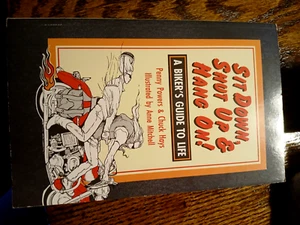 SIT DOWN,
SHUT UP &
HANG ON!
A BIKER'S GUIDE TO LIFE
Penny Powers & Chuck Hays
Illustrated by Anne Mitchell